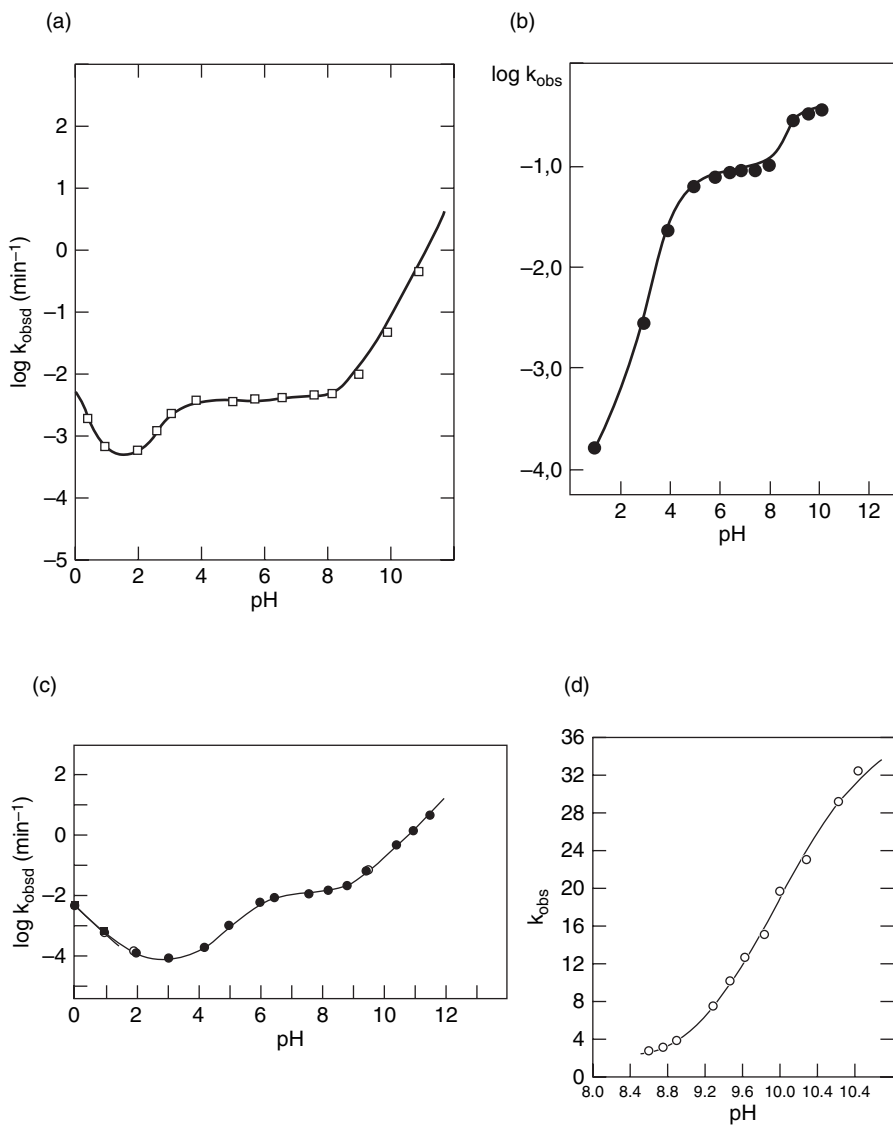 (a)
2
1
0
–1
–2
–3
–4
–5
log k_obsd (min⁻¹)
0 2 4 6 8 10
pH
(b)
log k_obs
–1,0
–2,0
–3,0
–4,0
2 4 6 8 10 12
pH
(c)
2
0
–2
–4
log k_obsd (min⁻¹)
0 2 4 6 8 10 12
pH
(d)
36
32
28
24
20
16
12
8
4
0
k_obs
8.0 8.4 8.8 9.2 9.6 10.0 10.4 10.4
pH